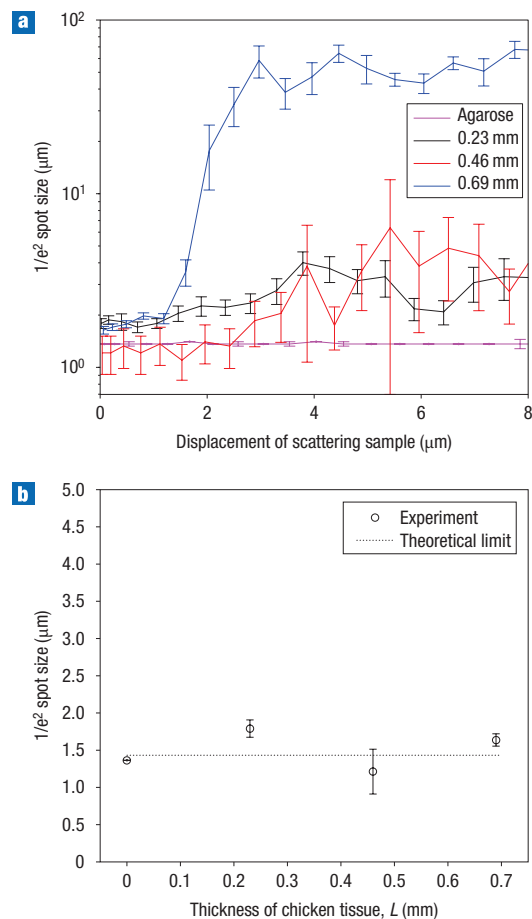 a
10²
10¹
10⁰
1/e² spot size (μm)
Agarose
0.23 mm
0.46 mm
0.69 mm
0 2 4 6 8
Displacement of scattering sample (μm)
b
5.0
4.5
4.0
3.5
3.0
2.5
2.0
1.5
1.0
0.5
0
1/e² spot size (μm)
Experiment
Theoretical limit
0 0.1 0.2 0.3 0.4 0.5 0.6 0.7
Thickness of chicken tissue, L (mm)